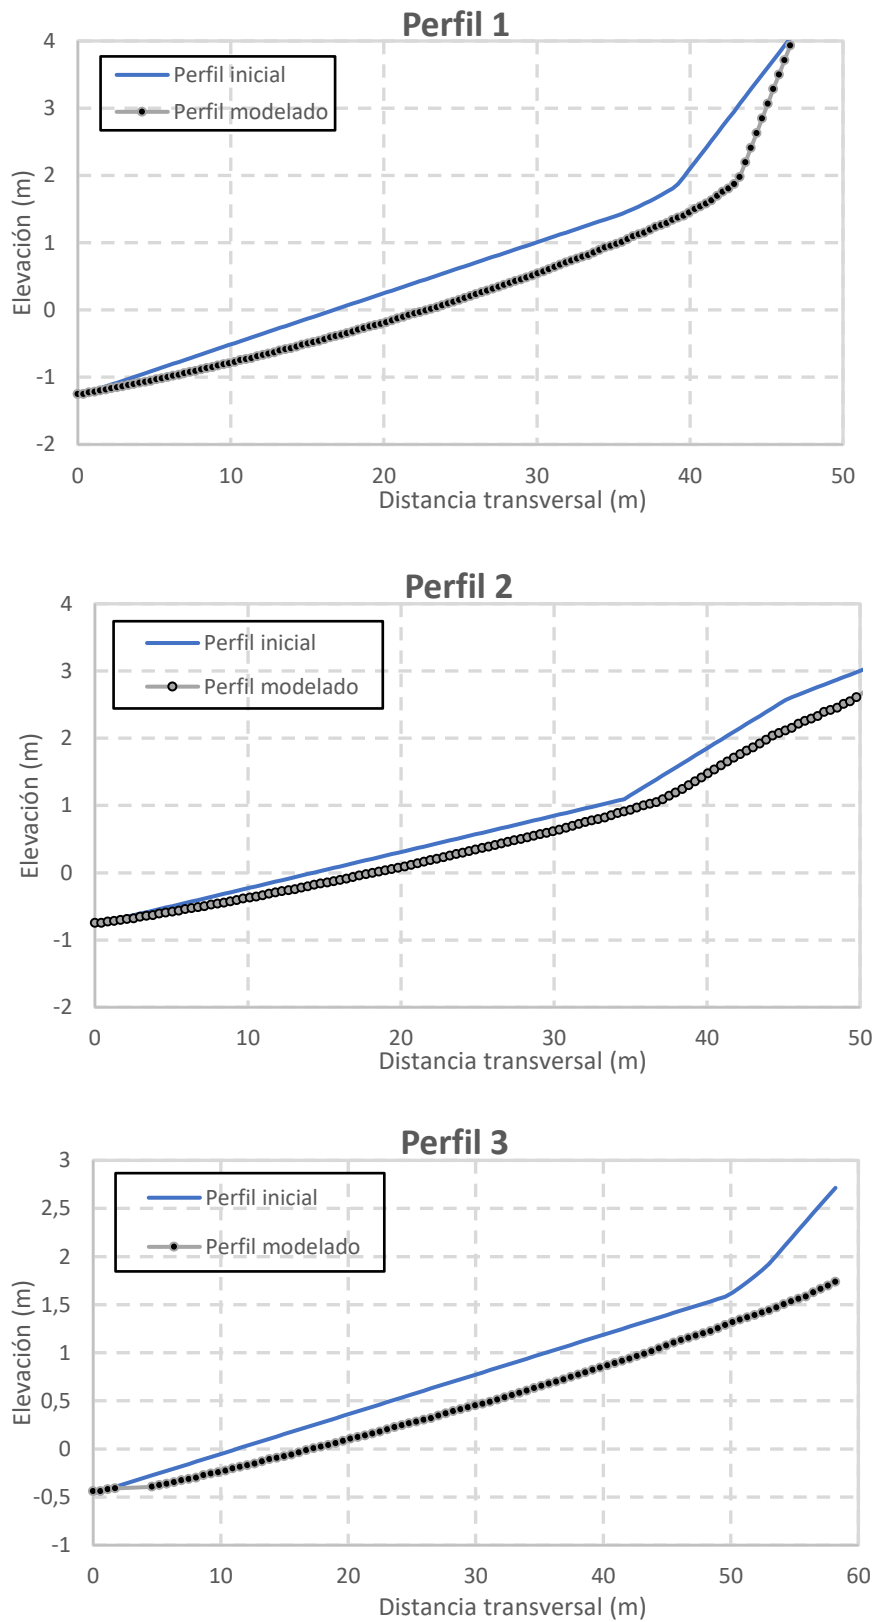 Perfil 1
4
3
2
1
0
-1
-2
Elevación (m)
Perfil inicial
Perfil modelado
0 10 20 30 40 50
Distancia transversal (m)
Perfil 2
4
3
2
1
0
-1
-2
Elevación (m)
Perfil inicial
Perfil modelado
0 10 20 30 40 50
Distancia transversal (m)
Perfil 3
3
2,5
2
1,5
1
0,5
0
-0,5
-1
Elevación (m)
Perfil inicial
Perfil modelado
0 10 20 30 40 50 60
Distancia transversal (m)